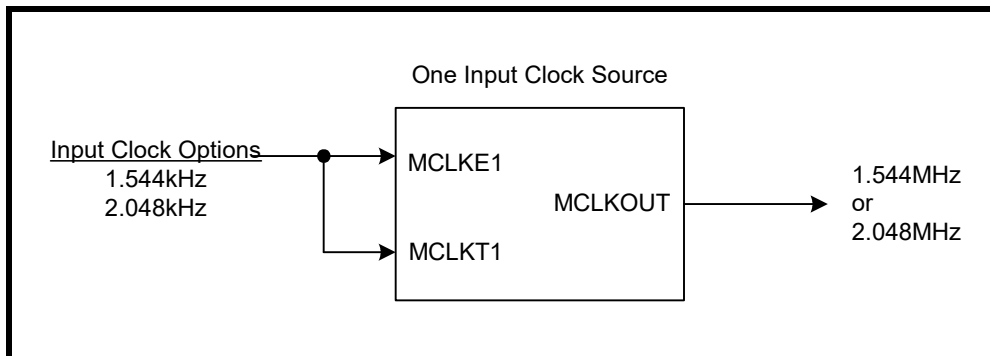 One Input Clock Source
Input Clock Options
1.544kHz
2.048kHz
MCLKE1
MCLKT1
MCLKOUT
1.544MHz
or
2.048MHz